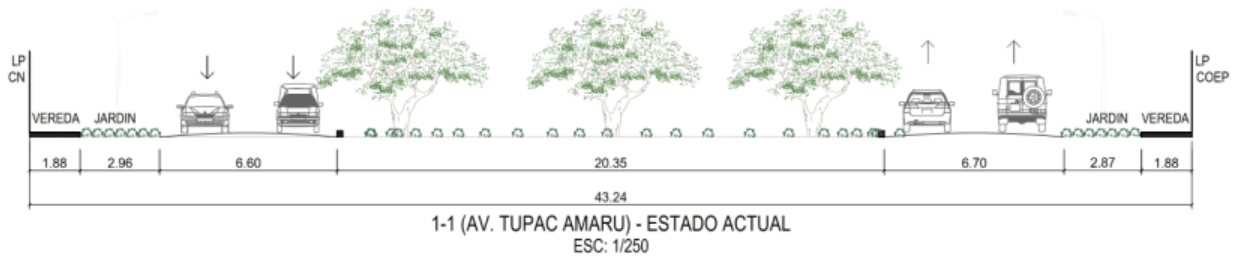 LP
CN
LP
COEP
VEREDA
JARDIN
JARDIN
VEREDA
1.88
2.96
6.60
20.35
6.70
2.87
1.88
43.24
1-1 (AV. TUPAC AMARU) - ESTADO ACTUAL
ESC: 1/250